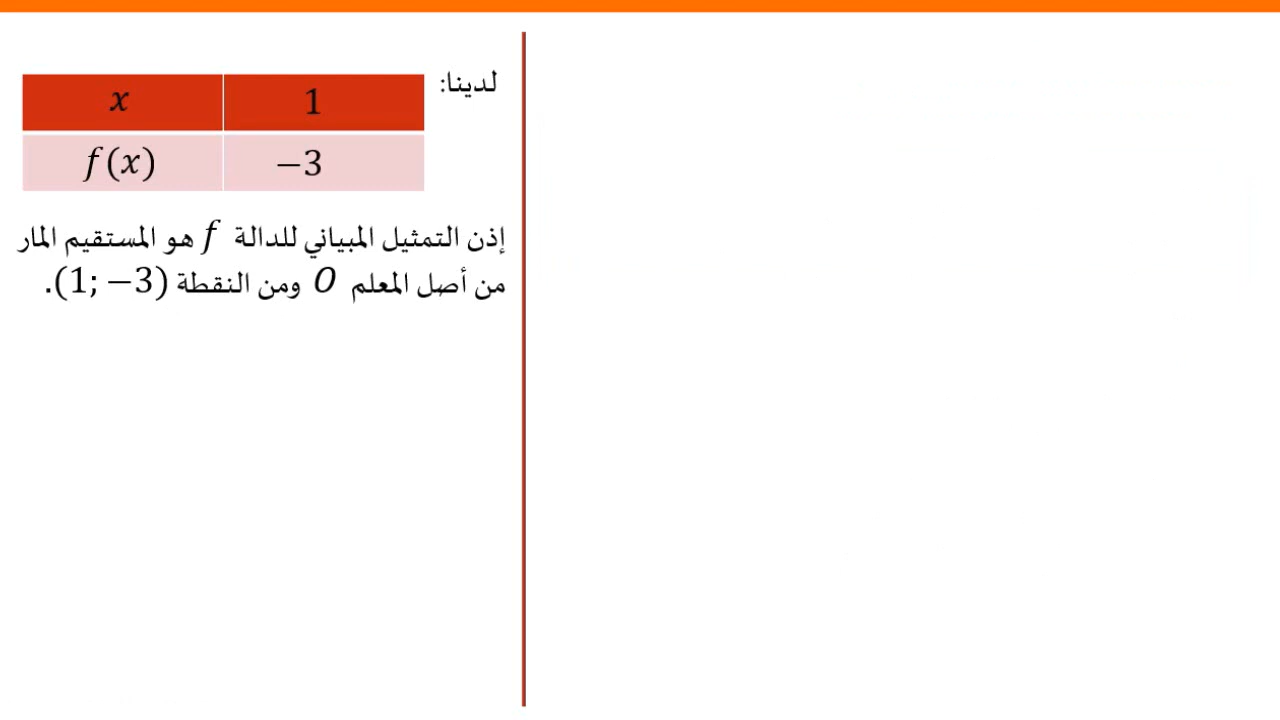 لدينا:
x 1
f(x) −3
إذن التمثيل المبياني للدالة f هو المستقيم المار
من أصل المعلم O ومن النقطة (1; −3).